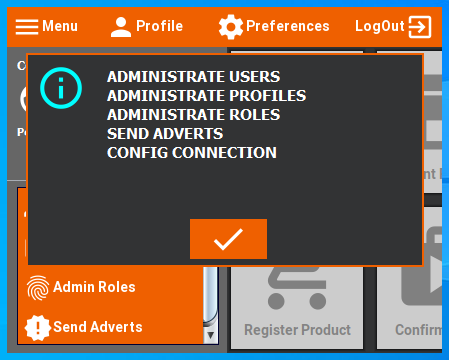 Menu
Profile
Preferences
LogOut
ADMINISTRATE USERS
ADMINISTRATE PROFILES
ADMINISTRATE ROLES
SEND ADVERTS
CONFIG CONNECTION
Admin Roles
Send Adverts
Register Product
Confirm